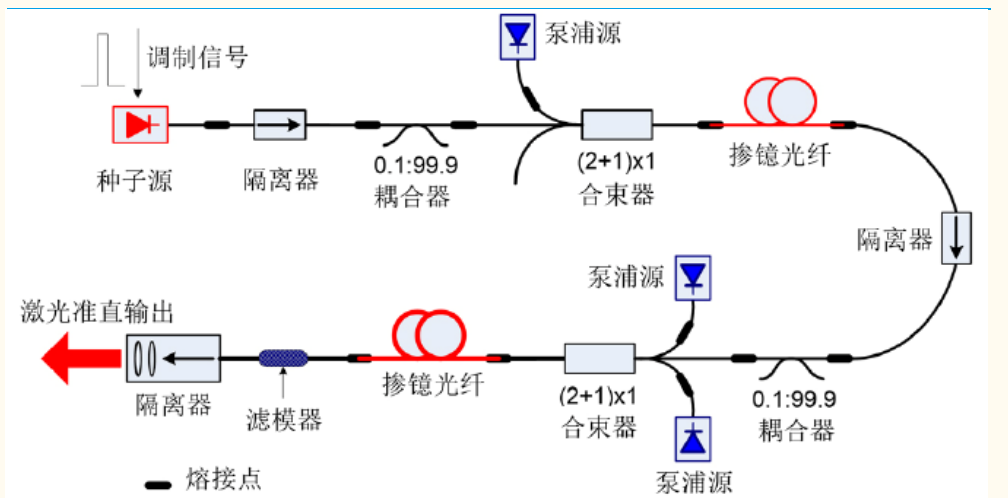 泵浦源
调制信号
种子源
隔离器
0.1:99.9
耦合器
(2+1)x1
合束器
掺镱光纤
隔离器
泵浦源
激光准直输出
隔离器
滤模器
掺镱光纤
(2+1)x1
合束器
0.1:99.9
耦合器
泵浦源
熔接点